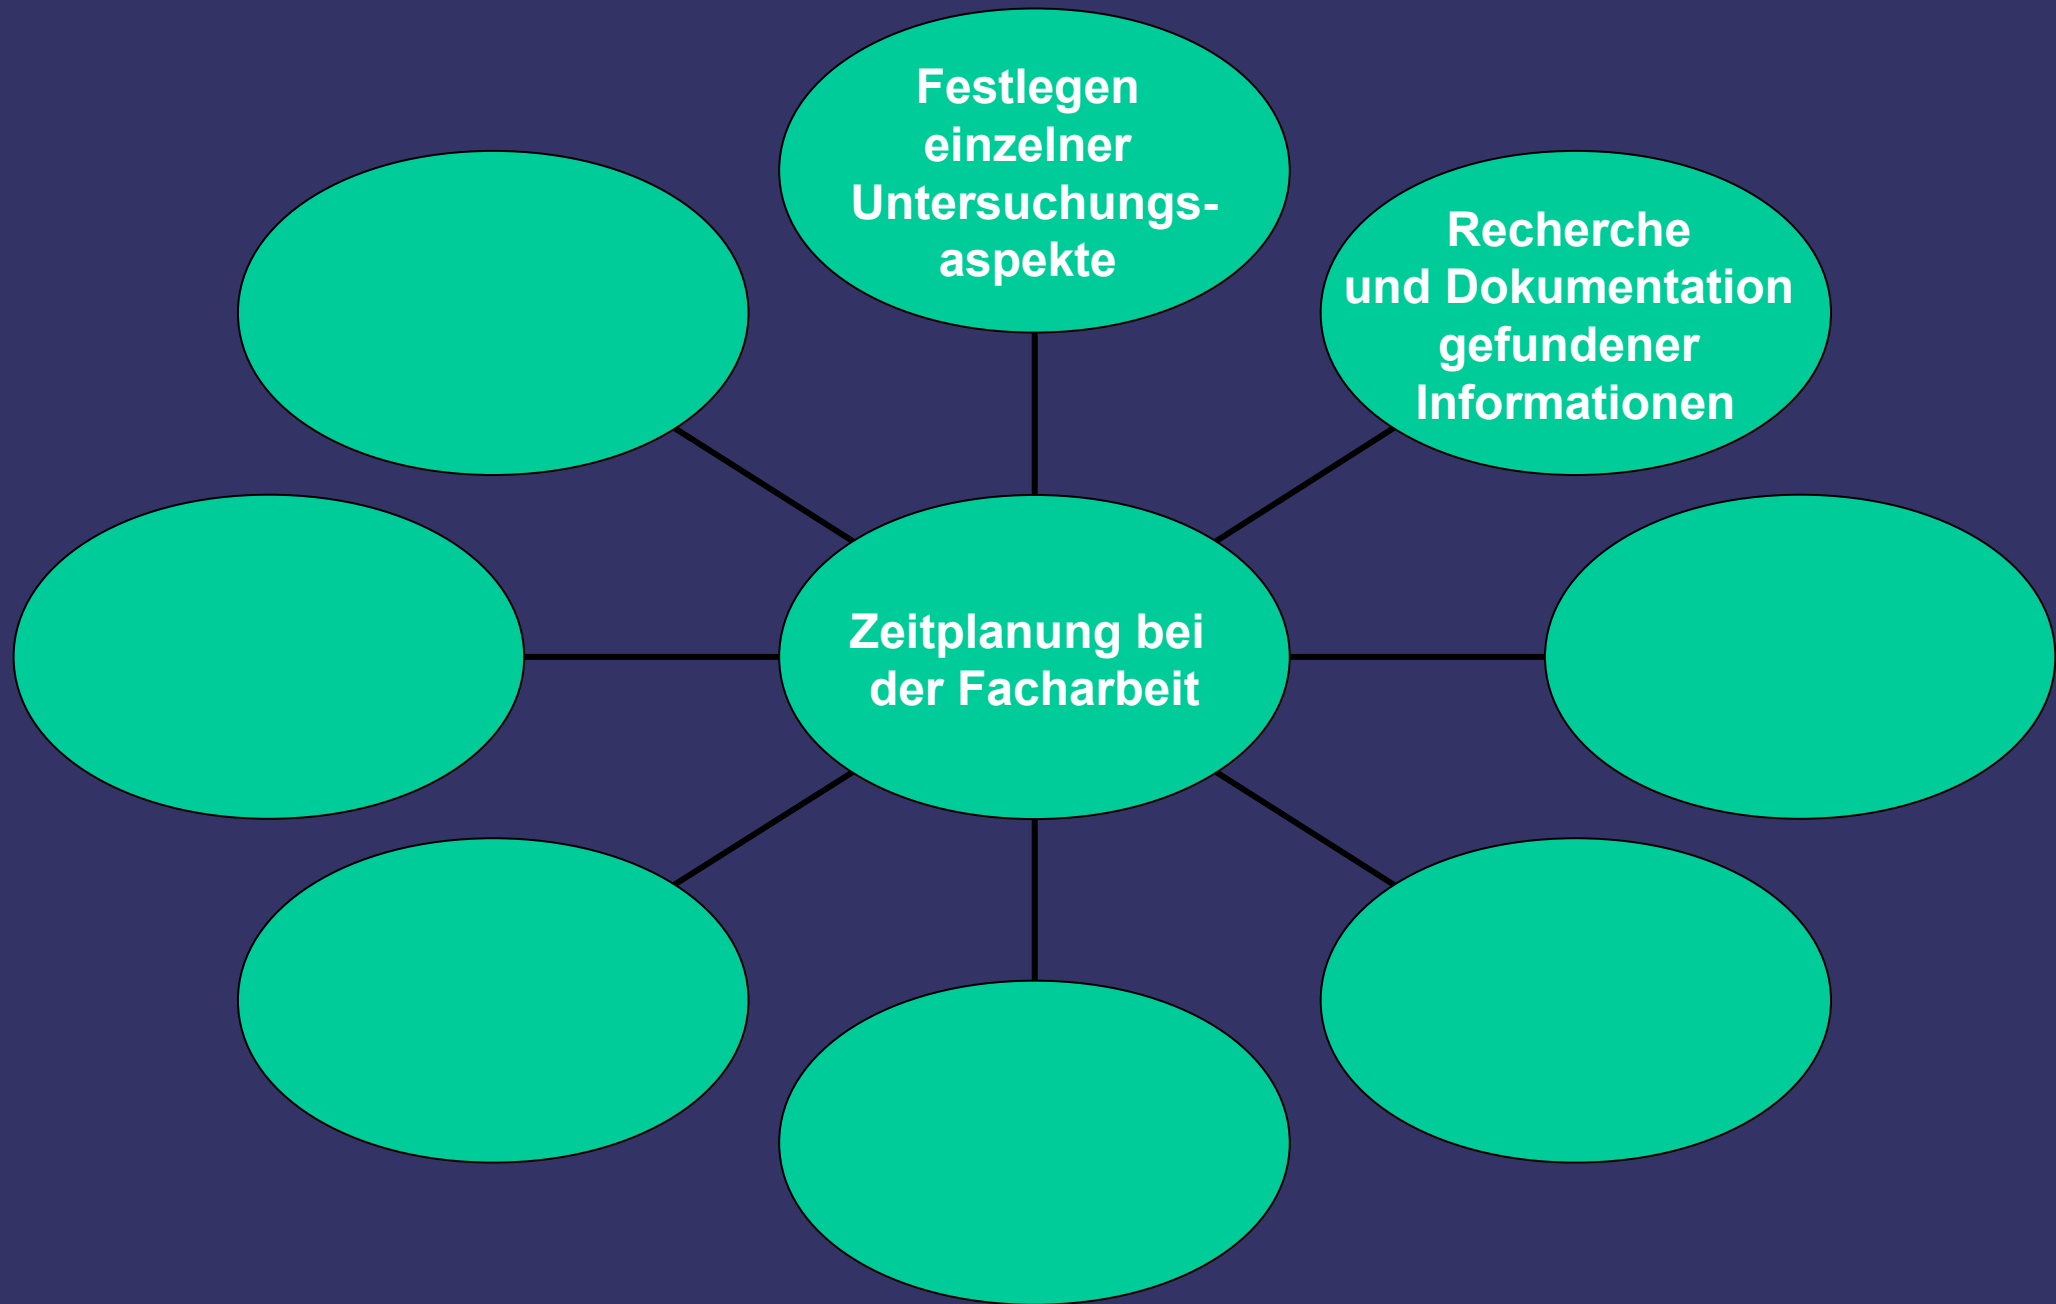 Festlegen
einzelner
Untersuchungs-
aspekte
Recherche
und Dokumentation
gefundener
Informationen
Zeitplanung bei
der Facharbeit